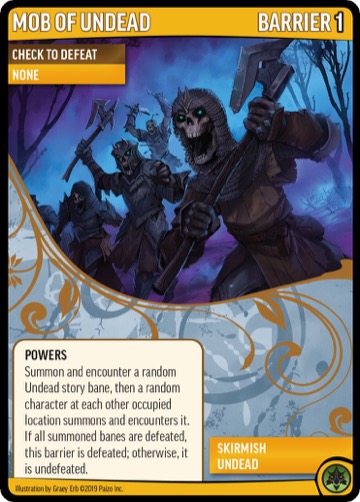 MOB OF UNDEAD
BARRIER 1
CHECK TO DEFEAT
NONE
POWERS
Summon and encounter a random
Undead story bane, then a random
character at each other occupied
location summons and encounters it.
If all summoned banes are defeated,
this barrier is defeated; otherwise, it
is undefeated.
SKIRMISH
UNDEAD
Illustration by Graey Erb ©2019 Paizo Inc.